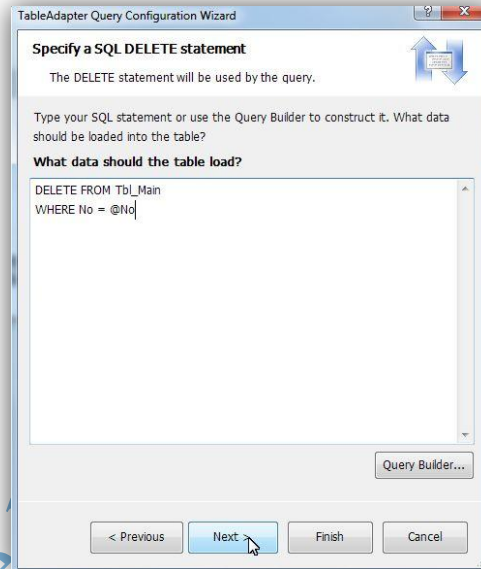 TableAdapter Query Configuration Wizard
Specify a SQL DELETE statement
The DELETE statement will be used by the query.
Type your SQL statement or use the Query Builder to construct it. What data
should be loaded into the table?
What data should the table load?
DELETE FROM Tbl_Main
WHERE No = @No
Query Builder...
< Previous
Next >
Finish
Cancel